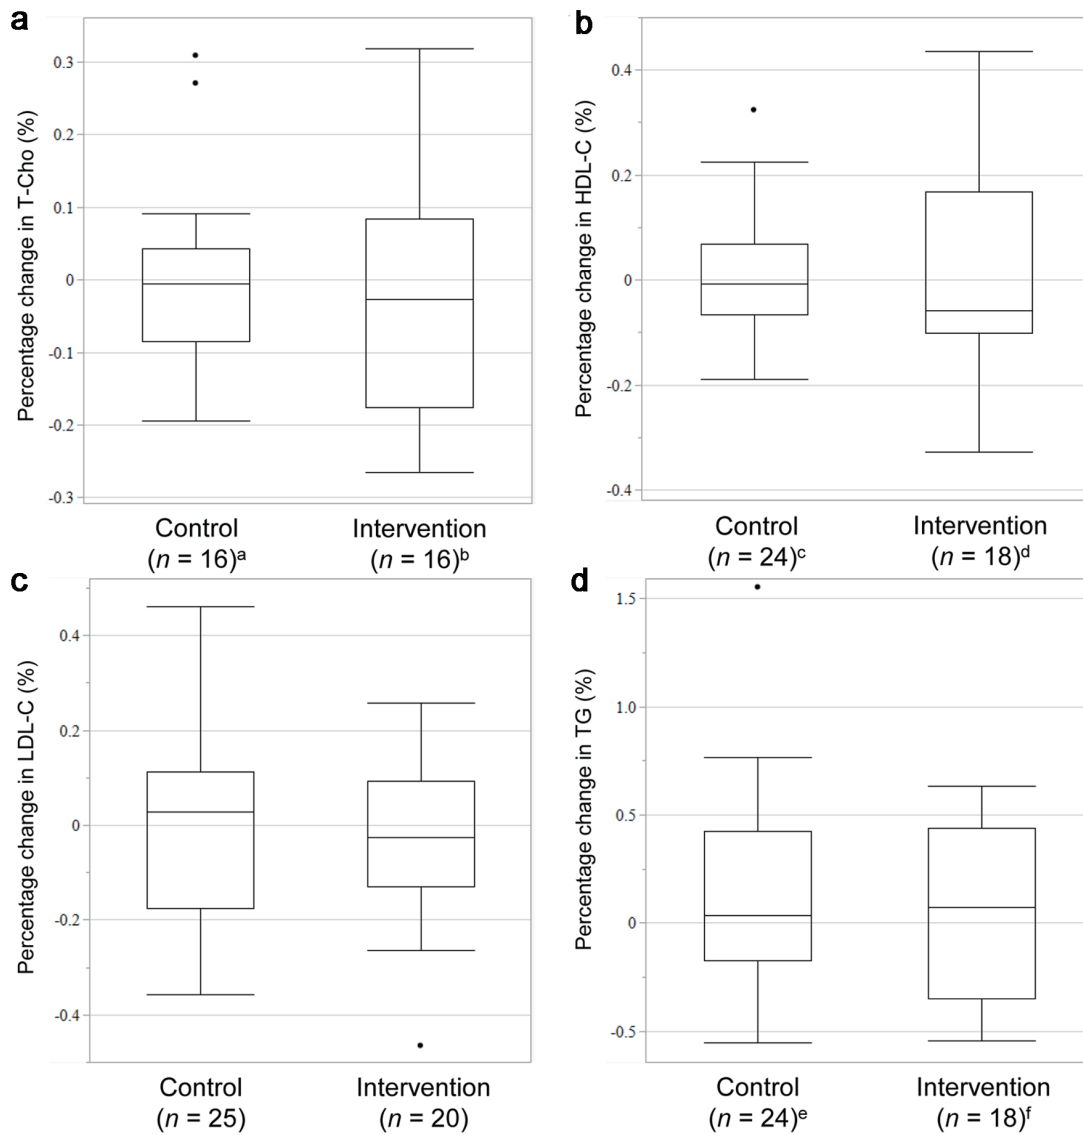 a
Percentage change in T-Cho (%)
0.3
0.2
0.1
0
-0.1
-0.2
-0.3
Control
(n = 16)a
Intervention
(n = 16)b
b
Percentage change in HDL-C (%)
0.4
0.2
0
-0.2
-0.4
Control
(n = 24)c
Intervention
(n = 18)d
c
Percentage change in LDL-C (%)
0.4
0.2
0
-0.2
-0.4
Control
(n = 25)
Intervention
(n = 20)
d
Percentage change in TG (%)
1.5
1.0
0.5
0
-0.5
Control
(n = 24)e
Intervention
(n = 18)f